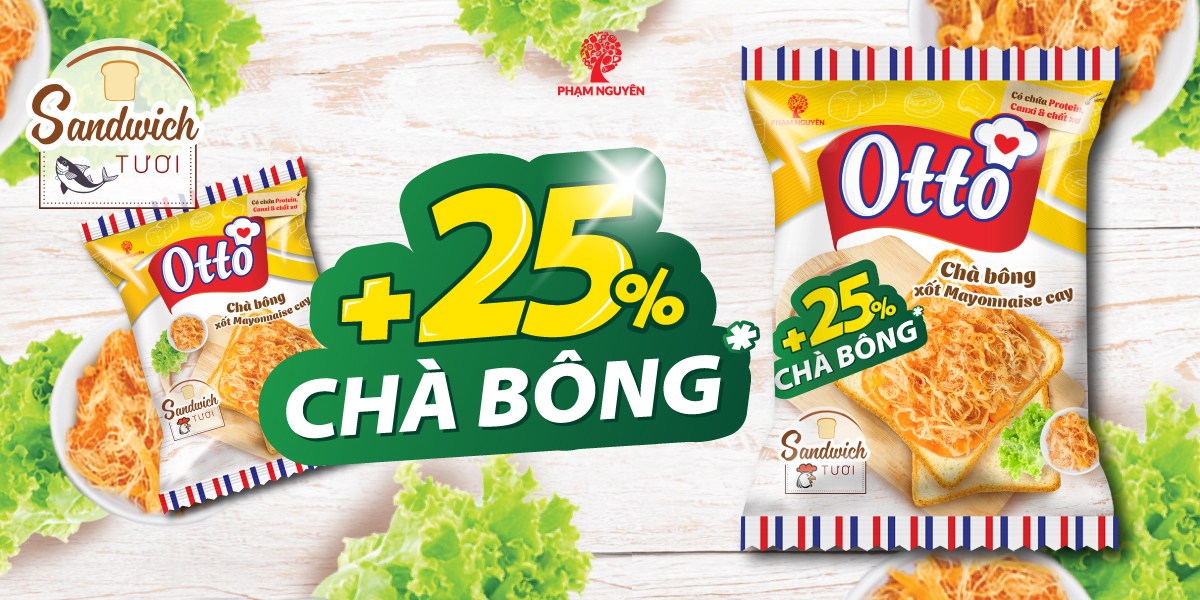 Sandwich
TƯƠI
PHẠM NGUYÊN
+25%
CHÀ BÔNG*
Có chứa Protein,
Canxi & chất xơ
Otto
Chà bông
xốt Mayonnaise cay
Sandwich
TƯƠI
PHẠM NGUYÊN
Có chứa Protein,
Canxi & chất xơ
Otto
Chà bông
xốt Mayonnaise cay
+25%
CHÀ BÔNG*
Sandwich
TƯƠI